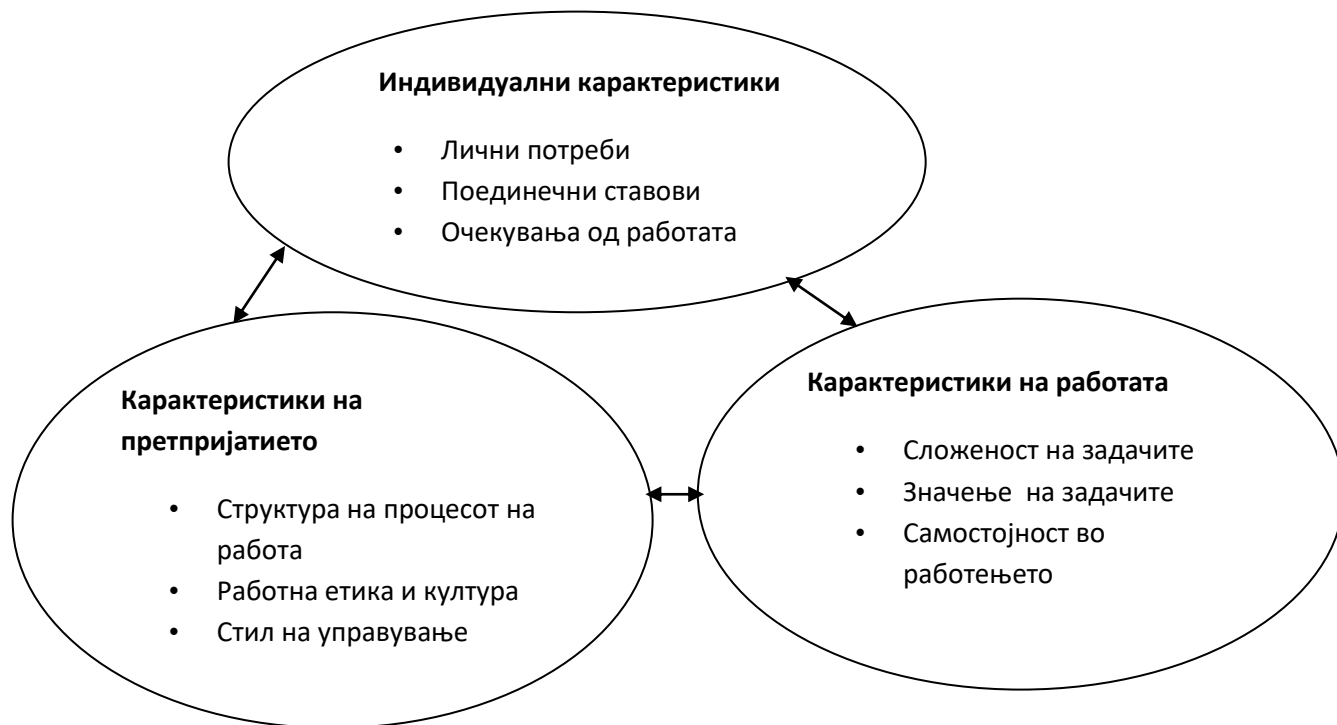 Индивидуални карактеристики
• Лични потреби
• Поединечни ставови
• Очекувања од работата
Карактеристики на
претпријатието
• Структура на процесот на
работа
• Работна етика и култура
• Стил на управување
Карактеристики на работата
• Сложеност на задачите
• Значење  на задачите
• Самостојност во
работењето